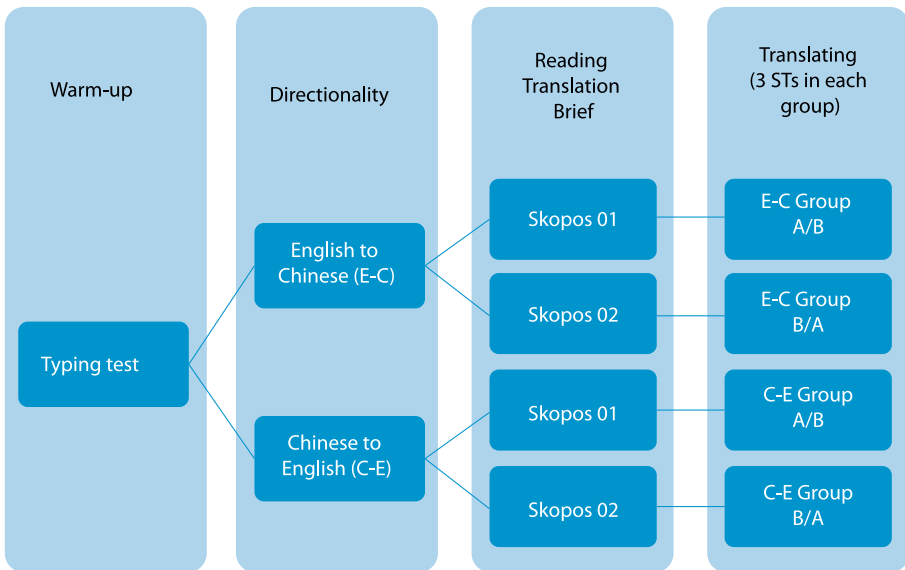 Warm-up
Typing test
Directionality
English to
Chinese (E-C)
Chinese to
English (C-E)
Reading
Translation
Brief
Skopos 01
Skopos 02
Skopos 01
Skopos 02
Translating
(3 STs in each
group)
E-C Group
A/B
E-C Group
B/A
C-E Group
A/B
C-E Group
B/A